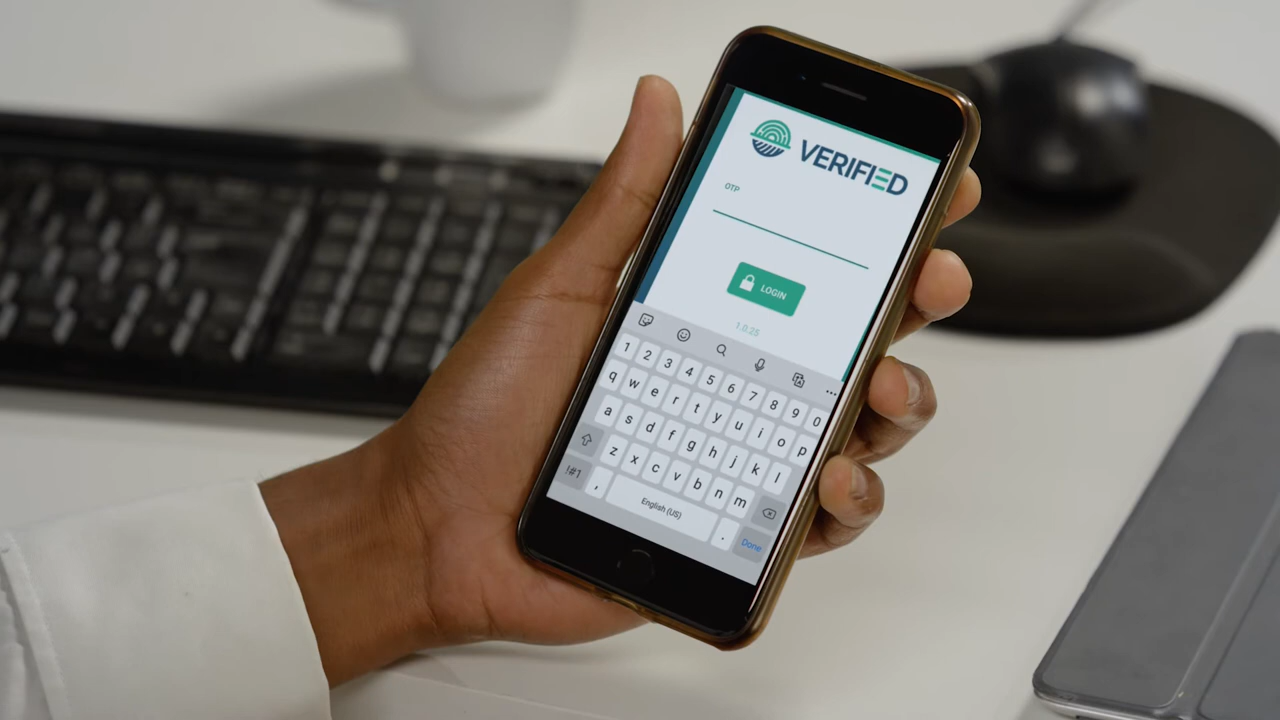 VERIFIED
OTP
LOGIN
1.0.25
1 2 3 4 5 6 7 8 9 0
q w e r t y u i o p
a s d f g h j k l
z x c v b n m
!#1 , English (US) . Done